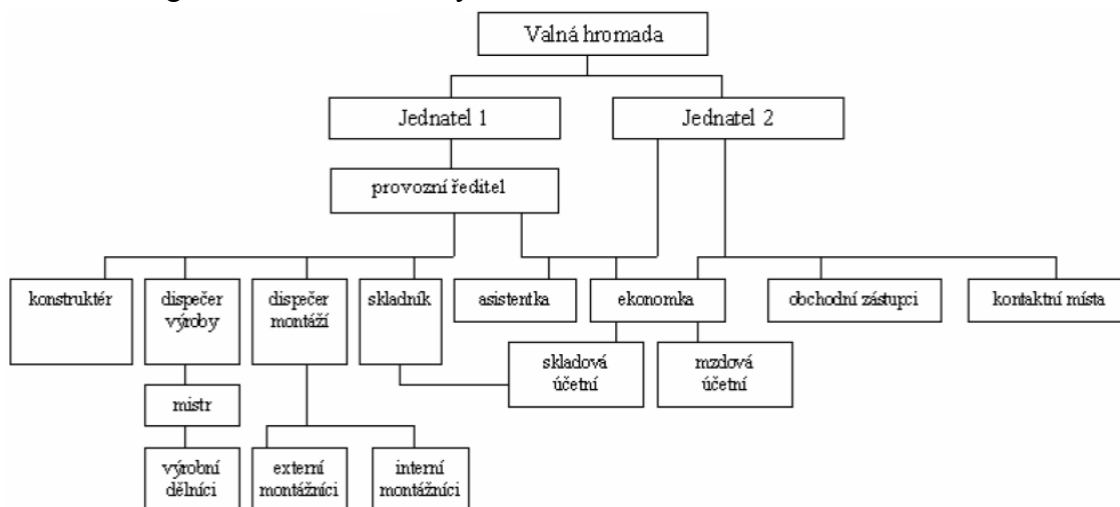 Valná hromada
Jednatel 1
Jednatel 2
provozní ředitel
konstruktér
dispečer
výroby
dispečer
montáží
skladník
asistentka
ekonomka
obchodní zástupci
kontaktní místa
skladová
účetní
mzdová
účetní
mistr
výrobní
dělníci
externí
montážníci
interní
montážníci